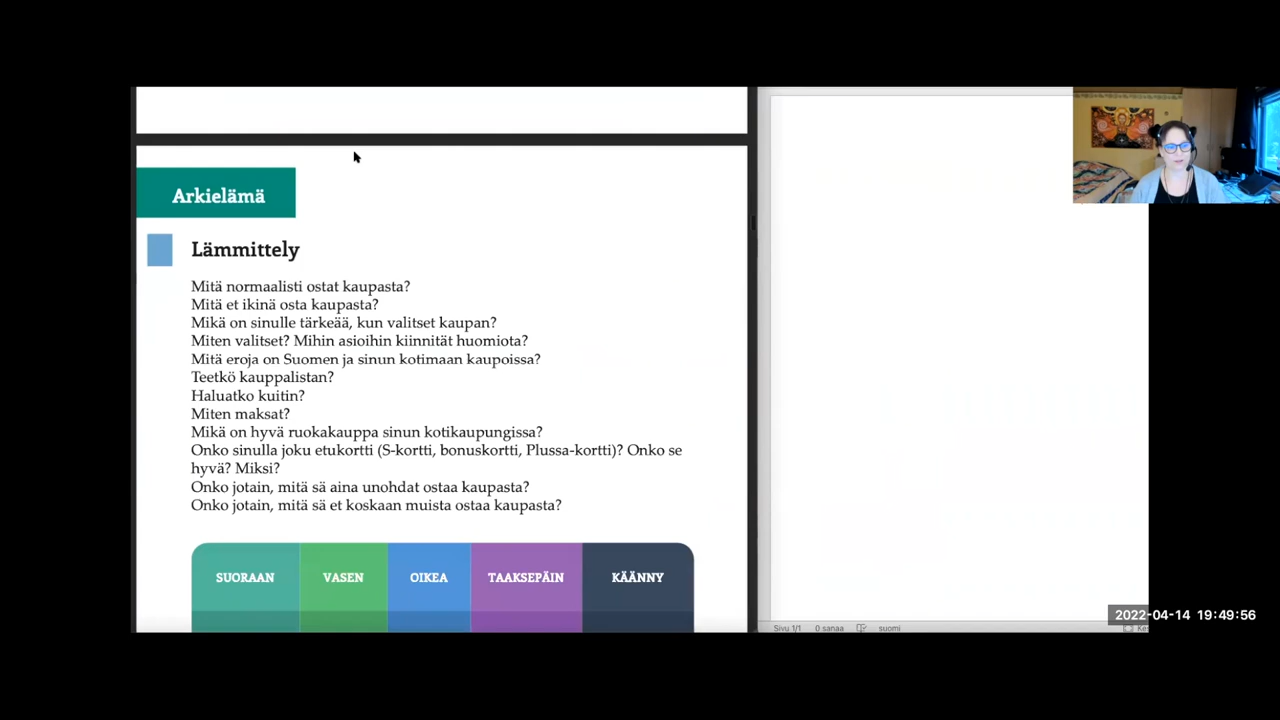 Arkielämä
Lämmittely
Mitä normaalisti ostat kaupasta?
Mitä et ikinä osta kaupasta?
Mikä on sinulle tärkeää, kun valitset kaupan?
Miten valitset? Mihin asioihin kiinnität huomiota?
Mitä eroja on Suomen ja sinun kotimaan kaupoissa?
Teetkö kauppalistan?
Haluatko kuitin?
Miten maksat?
Mikä on hyvä ruokakauppa sinun kotikaupungissa?
Onko sinulla joku etukortti (S-kortti, bonuskortti, Plussa-kortti)? Onko se
hyvä? Miksi?
Onko jotain, mitä sä aina unohdat ostaa kaupasta?
Onko jotain, mitä sä et koskaan muista ostaa kaupasta?
SUORAAN VASEN OIKEA TAAKSEPÄIN KÄÄNNY
2022-04-14 19:49:56
Sivu 1/1 0 sanaa suomi